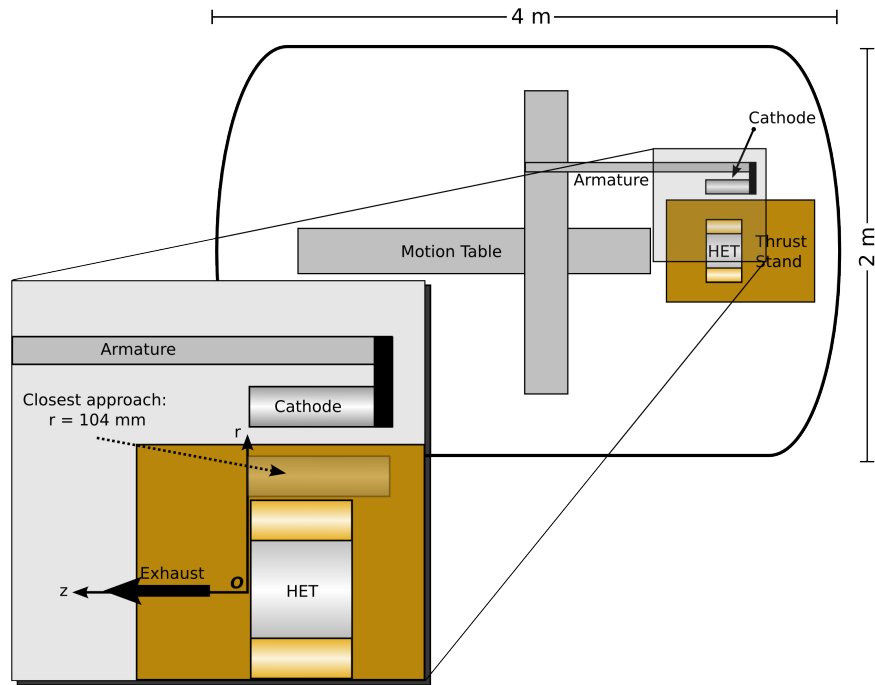 4 m
Cathode
Armature
2 m
Motion Table
HET
Thrust
Stand
Armature
Closest approach:
r = 104 mm
Cathode
r
Exhaust
O
z
HET